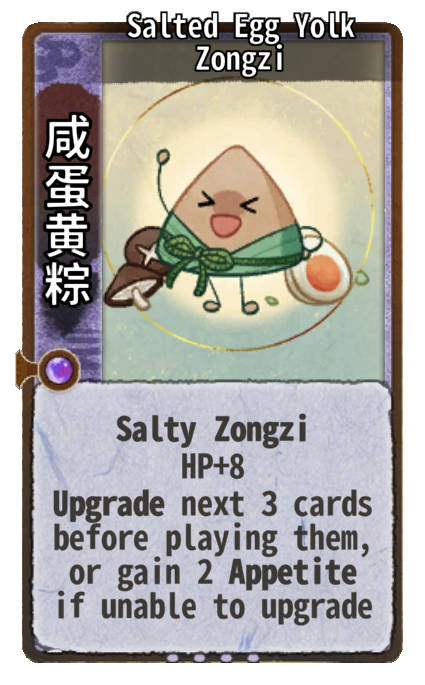 Salted Egg Yolk
Zongzi
咸蛋黄粽
Salty Zongzi
HP+8
Upgrade next 3 cards
before playing them,
or gain 2 Appetite
if unable to upgrade